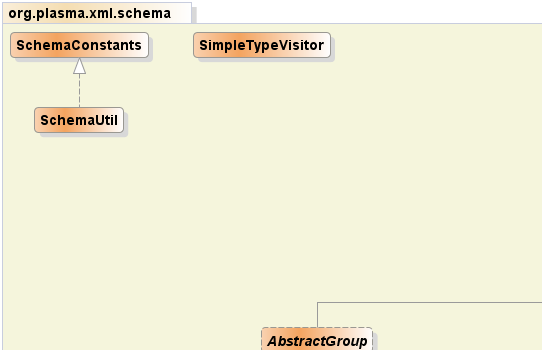 org.plasma.xml.schema
SchemaConstants
SimpleTypeVisitor
SchemaUtil
AbstractGroup